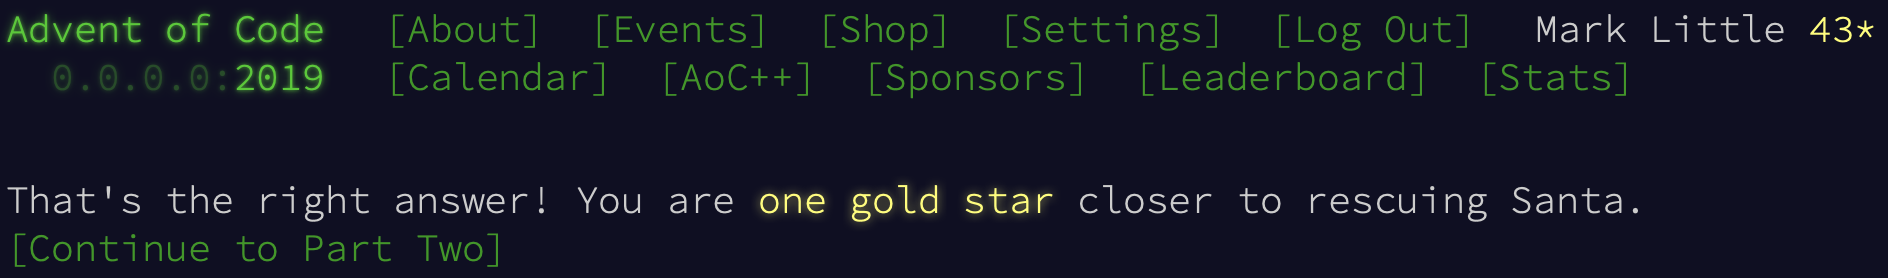 Advent of Code [About] [Events] [Shop] [Settings] [Log Out] Mark Little 43*
0.0.0.0:2019 [Calendar] [AoC++] [Sponsors] [Leaderboard] [Stats]
That's the right answer! You are one gold star closer to rescuing Santa.
[Continue to Part Two]